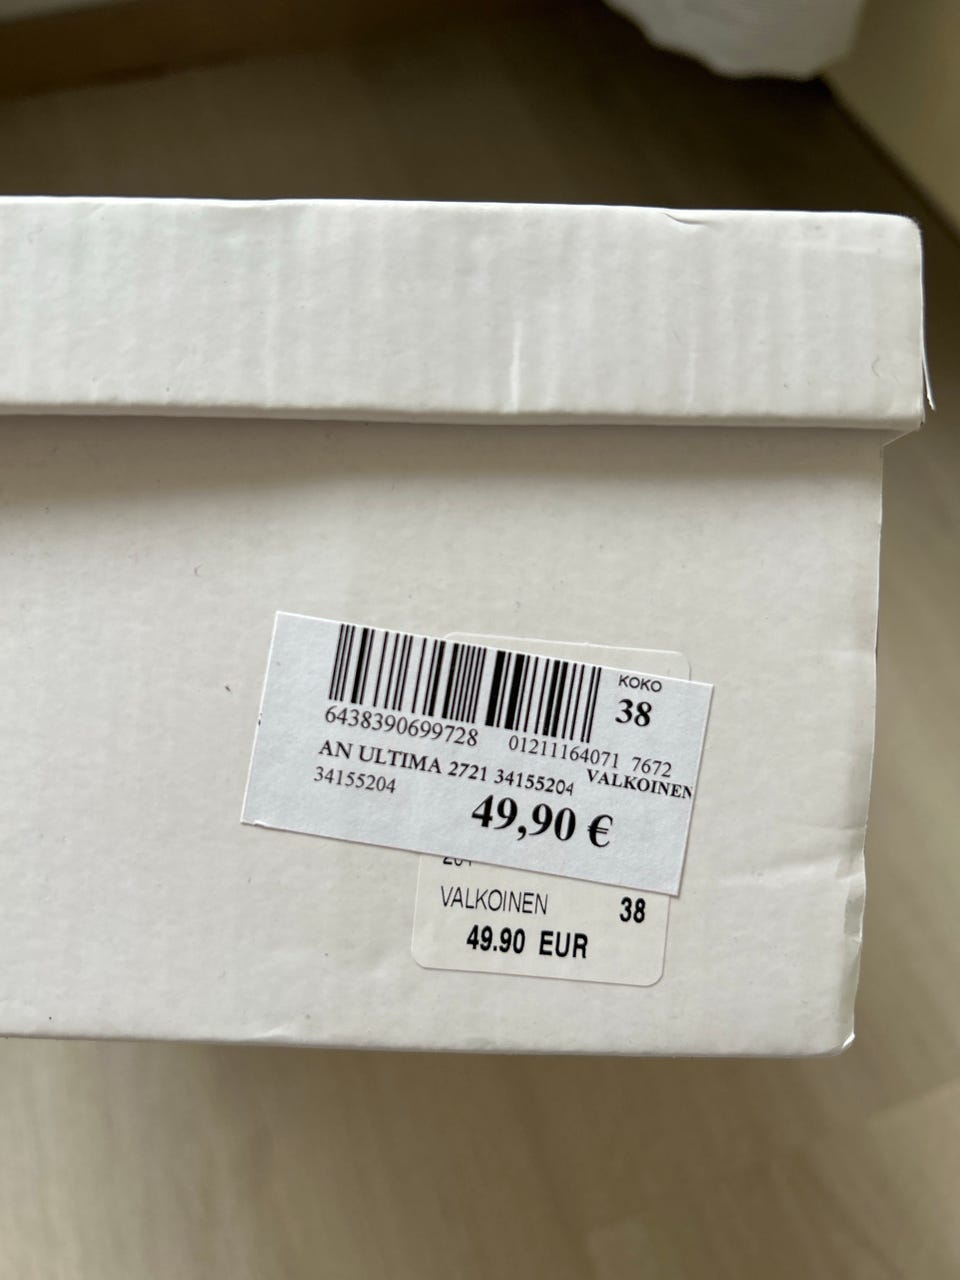 KOKO
38
6438390699728 01211164071 7672
AN ULTIMA 2721 34155204 VALKOINEN
34155204
49,90 €
VALKOINEN 38
49.90 EUR